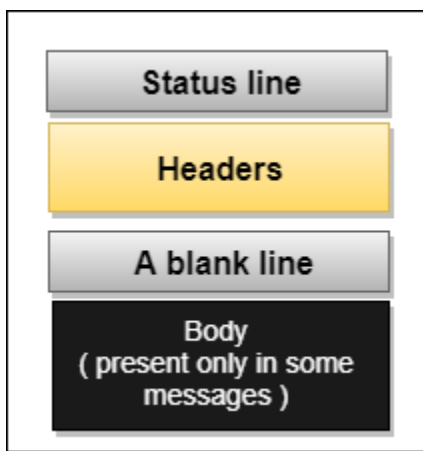 Status line
Headers
A blank line
Body
( present only in some
messages )